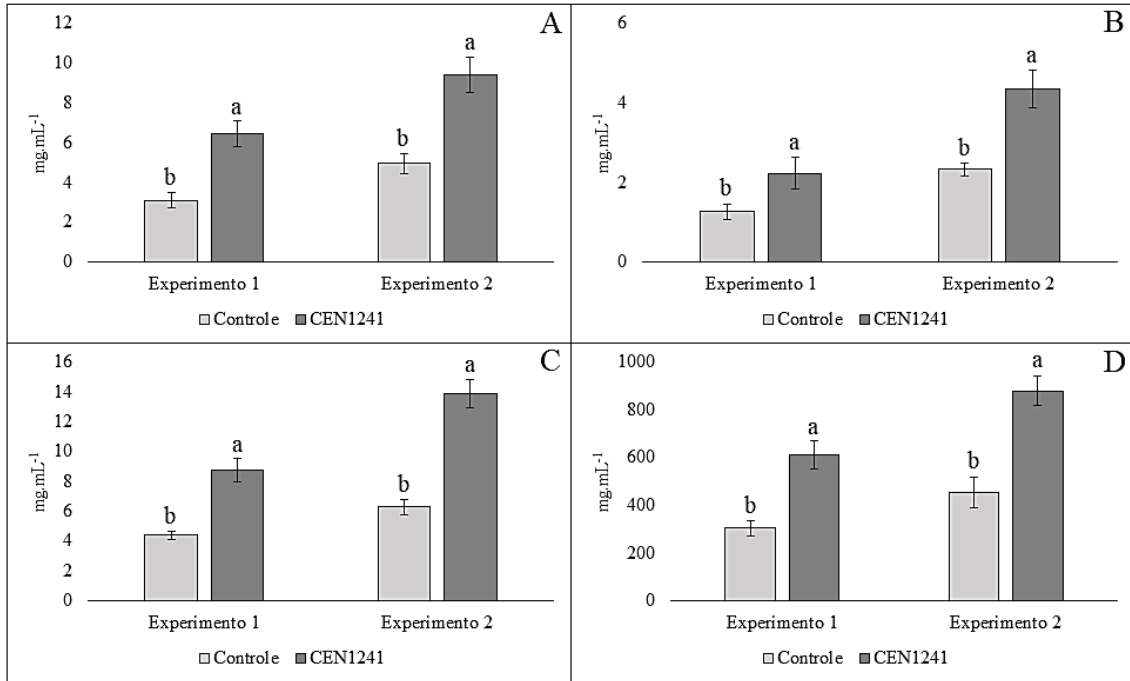 A
mg.mL⁻¹
12
10
8
6
4
2
0
b
a
b
a
Experimento 1
Experimento 2
Controle CEN1241
B
mg.mL⁻¹
6
4
2
0
b
a
b
a
Experimento 1
Experimento 2
Controle CEN1241
C
mg.mL⁻¹
16
14
12
10
8
6
4
2
0
b
a
b
a
Experimento 1
Experimento 2
Controle CEN1241
D
mg.mL⁻¹
1000
800
600
400
200
0
b
a
b
a
Experimento 1
Experimento 2
Controle CEN1241